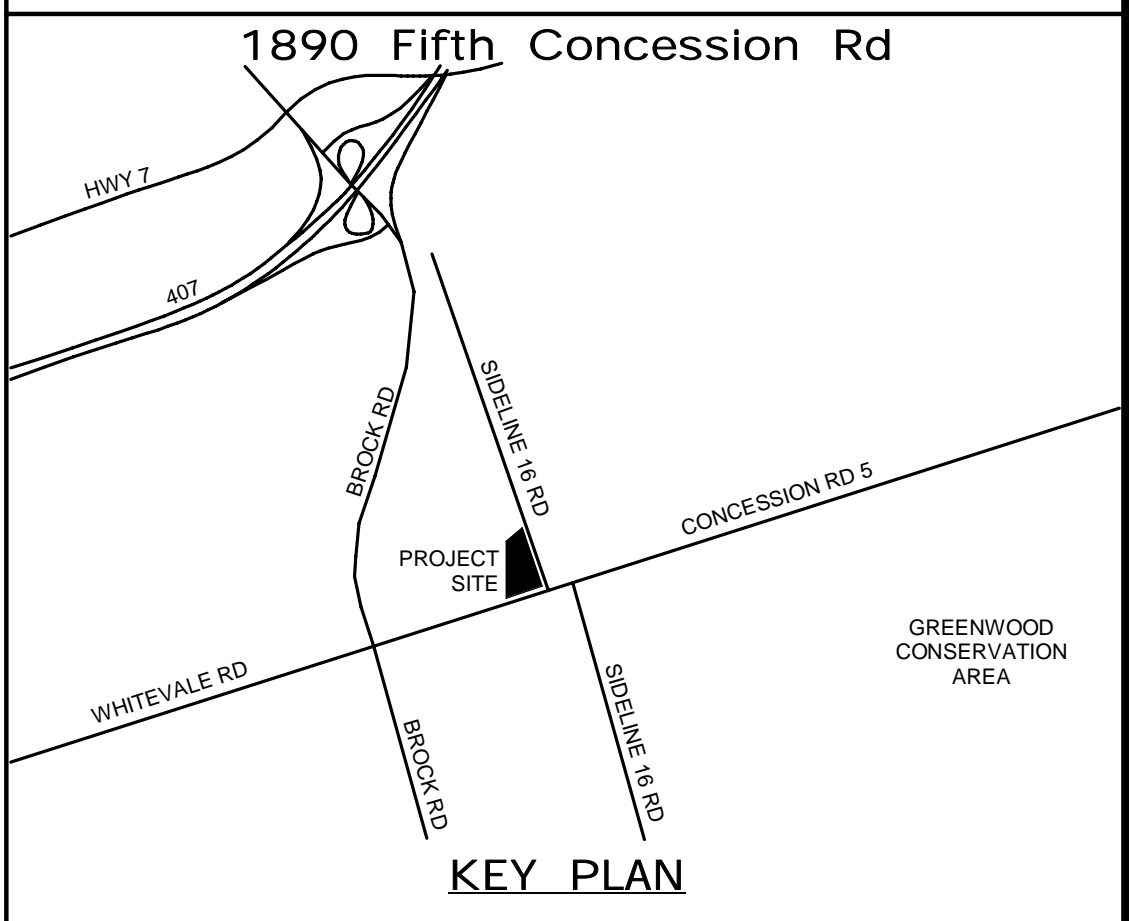 1890 Fifth Concession Rd
HWY 7
407
SIDELINE 16 RD
BROCK RD
CONCESSION RD 5
PROJECT
SITE
GREENWOOD
CONSERVATION
AREA
WHITEVALE RD
SIDELINE 16 RD
BROCK RD
KEY PLAN